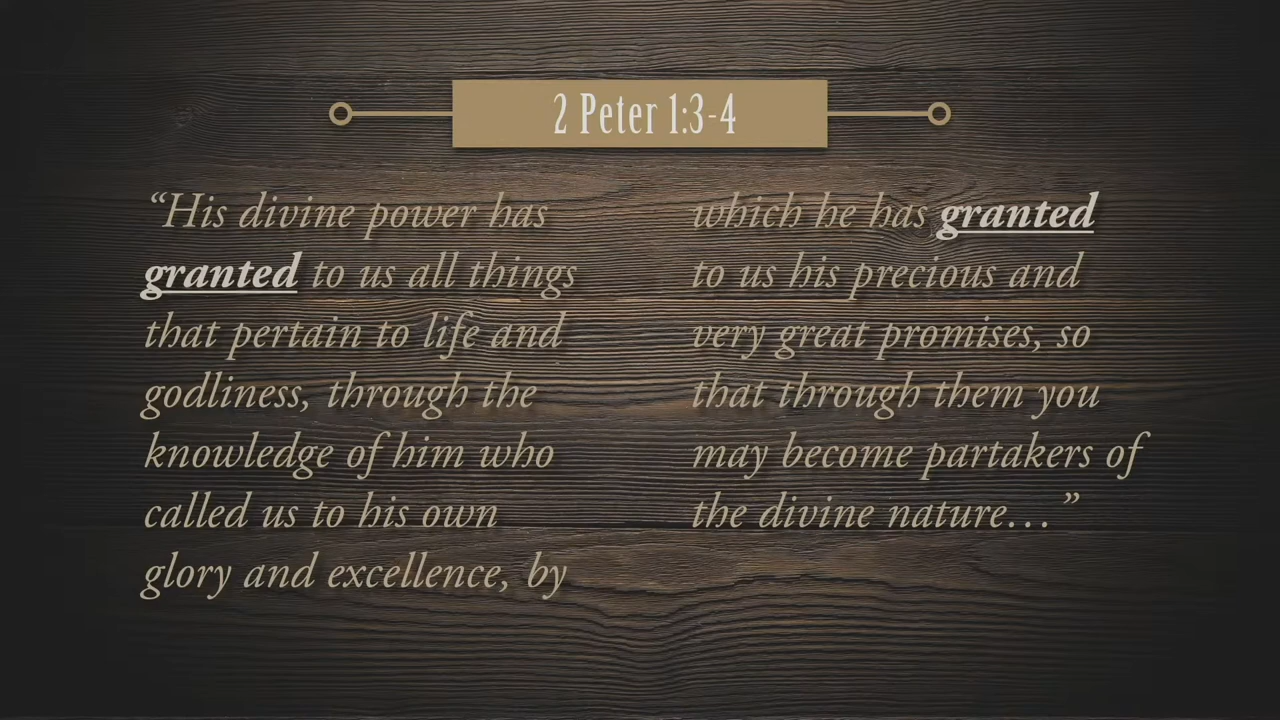 2 Peter 1:3-4
“His divine power has
granted to us all things
that pertain to life and
godliness, through the
knowledge of him who
called us to his own
glory and excellence, by
which he has granted
to us his precious and
very great promises, so
that through them you
may become partakers of
the divine nature…”